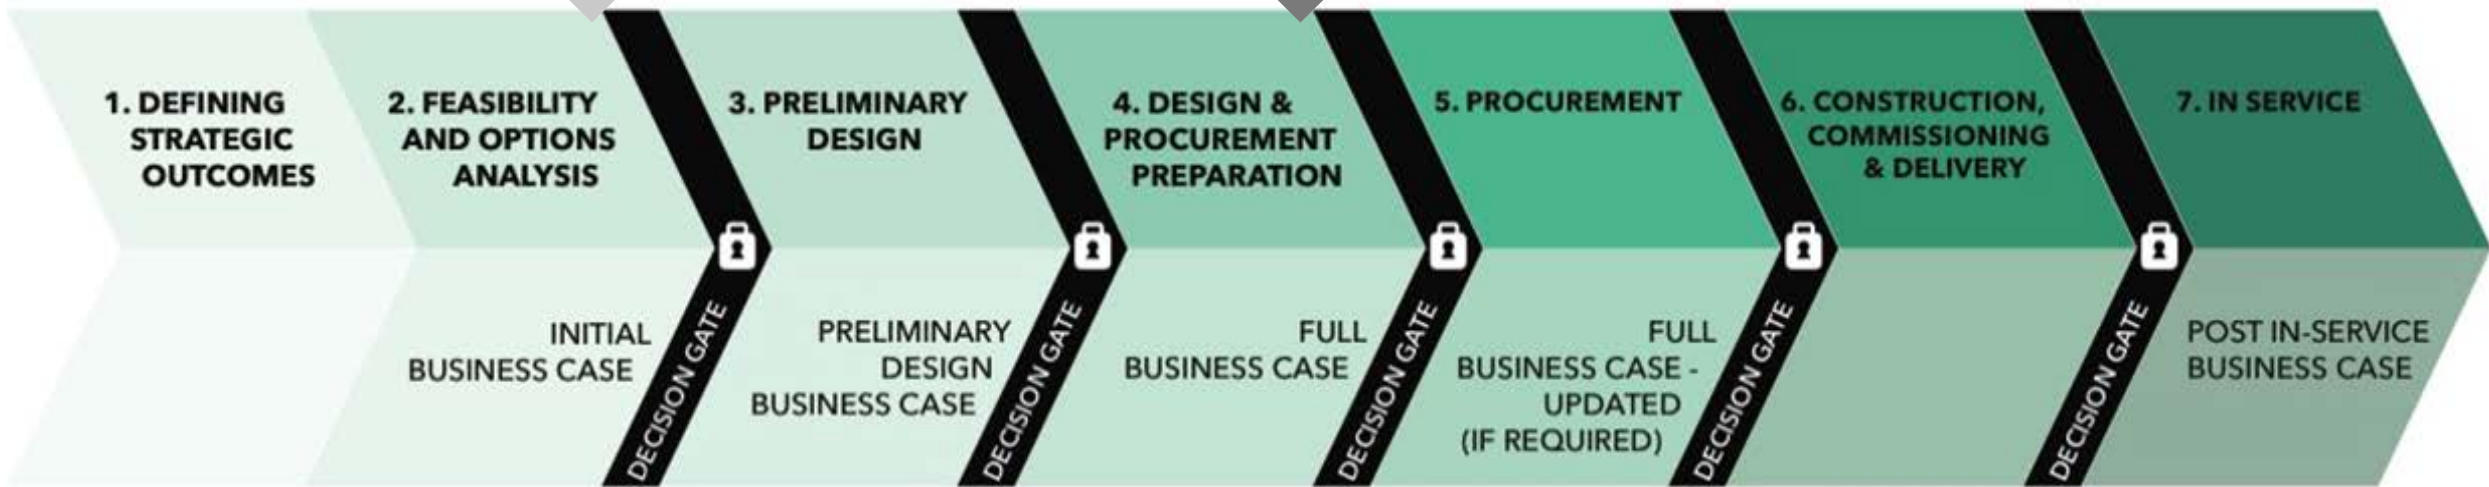 1. DEFINING
STRATEGIC
OUTCOMES
2. FEASIBILITY
AND OPTIONS
ANALYSIS
3. PRELIMINARY
DESIGN
4. DESIGN &
PROCUREMENT
PREPARATION
5. PROCUREMENT
6. CONSTRUCTION,
COMMISSIONING
& DELIVERY
7. IN SERVICE
INITIAL
BUSINESS CASE
DECISION GATE
PRELIMINARY
DESIGN
BUSINESS CASE
DECISION GATE
FULL
BUSINESS CASE
DECISION GATE
FULL
BUSINESS CASE -
UPDATED
(IF REQUIRED)
DECISION GATE
DECISION GATE
POST IN-SERVICE
BUSINESS CASE